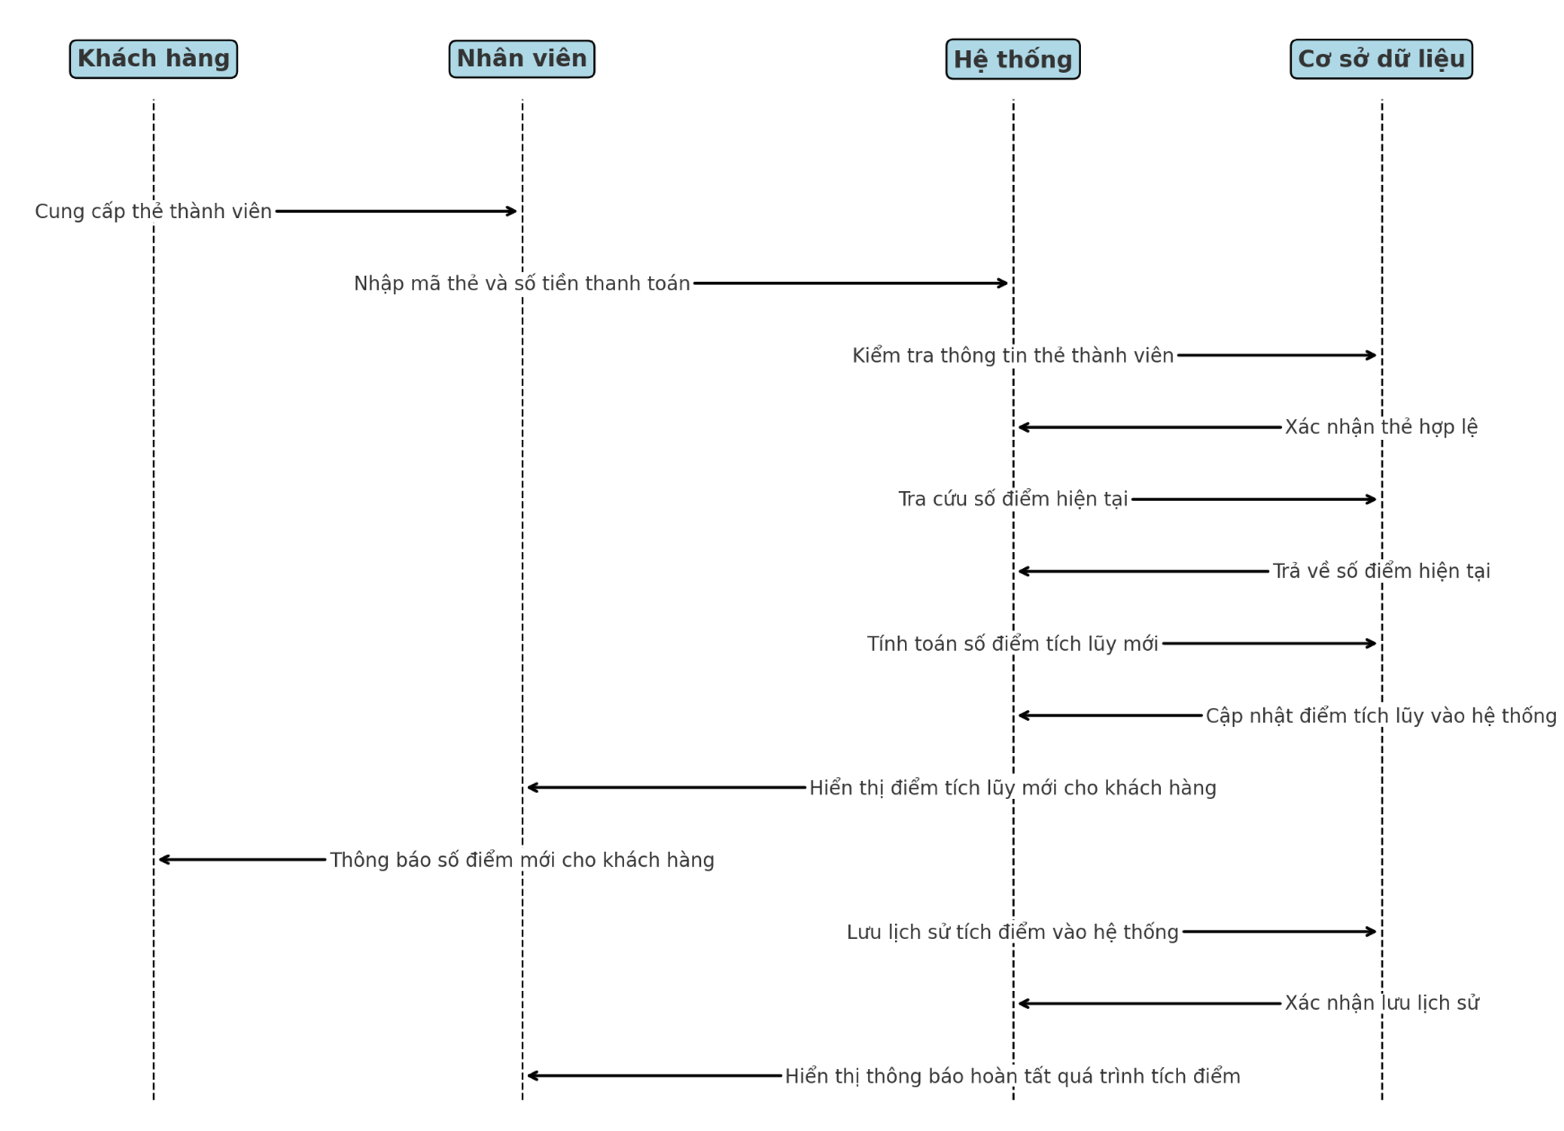 Khách hàng
Nhân viên
Hệ thống
Cơ sở dữ liệu
Cung cấp thẻ thành viên
Nhập mã thẻ và số tiền thanh toán
Kiểm tra thông tin thẻ thành viên
Xác nhận thẻ hợp lệ
Tra cứu số điểm hiện tại
Trả về số điểm hiện tại
Tính toán số điểm tích lũy mới
Cập nhật điểm tích lũy vào hệ thống
Hiển thị điểm tích lũy mới cho khách hàng
Thông báo số điểm mới cho khách hàng
Lưu lịch sử tích điểm vào hệ thống
Xác nhận lưu lịch sử
Hiển thị thông báo hoàn tất quá trình tích điểm